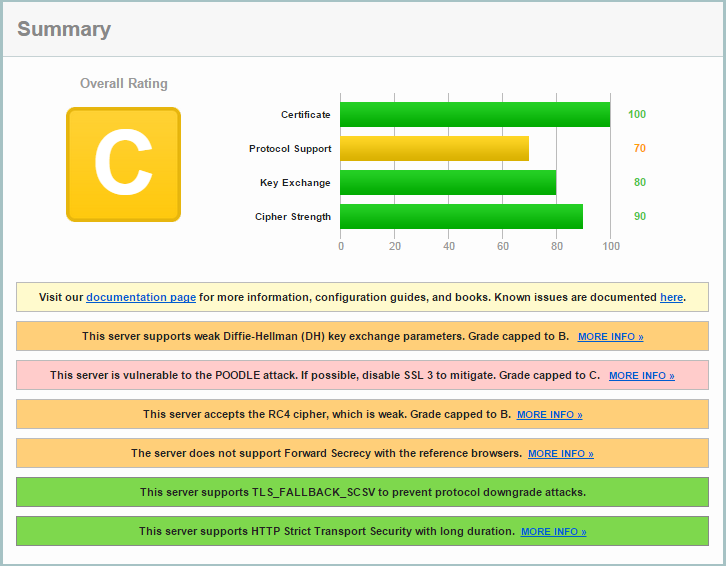 Summary
Overall Rating
C
Certificate 100
Protocol Support 70
Key Exchange 80
Cipher Strength 90
0 20 40 60 80 100
Visit our documentation page for more information, configuration guides, and books. Known issues are documented here.
This server supports weak Diffie-Hellman (DH) key exchange parameters. Grade capped to B. MORE INFO »
This server is vulnerable to the POODLE attack. If possible, disable SSL 3 to mitigate. Grade capped to C. MORE INFO »
This server accepts the RC4 cipher, which is weak. Grade capped to B. MORE INFO »
The server does not support Forward Secrecy with the reference browsers. MORE INFO »
This server supports TLS_FALLBACK_SCSV to prevent protocol downgrade attacks.
This server supports HTTP Strict Transport Security with long duration. MORE INFO »